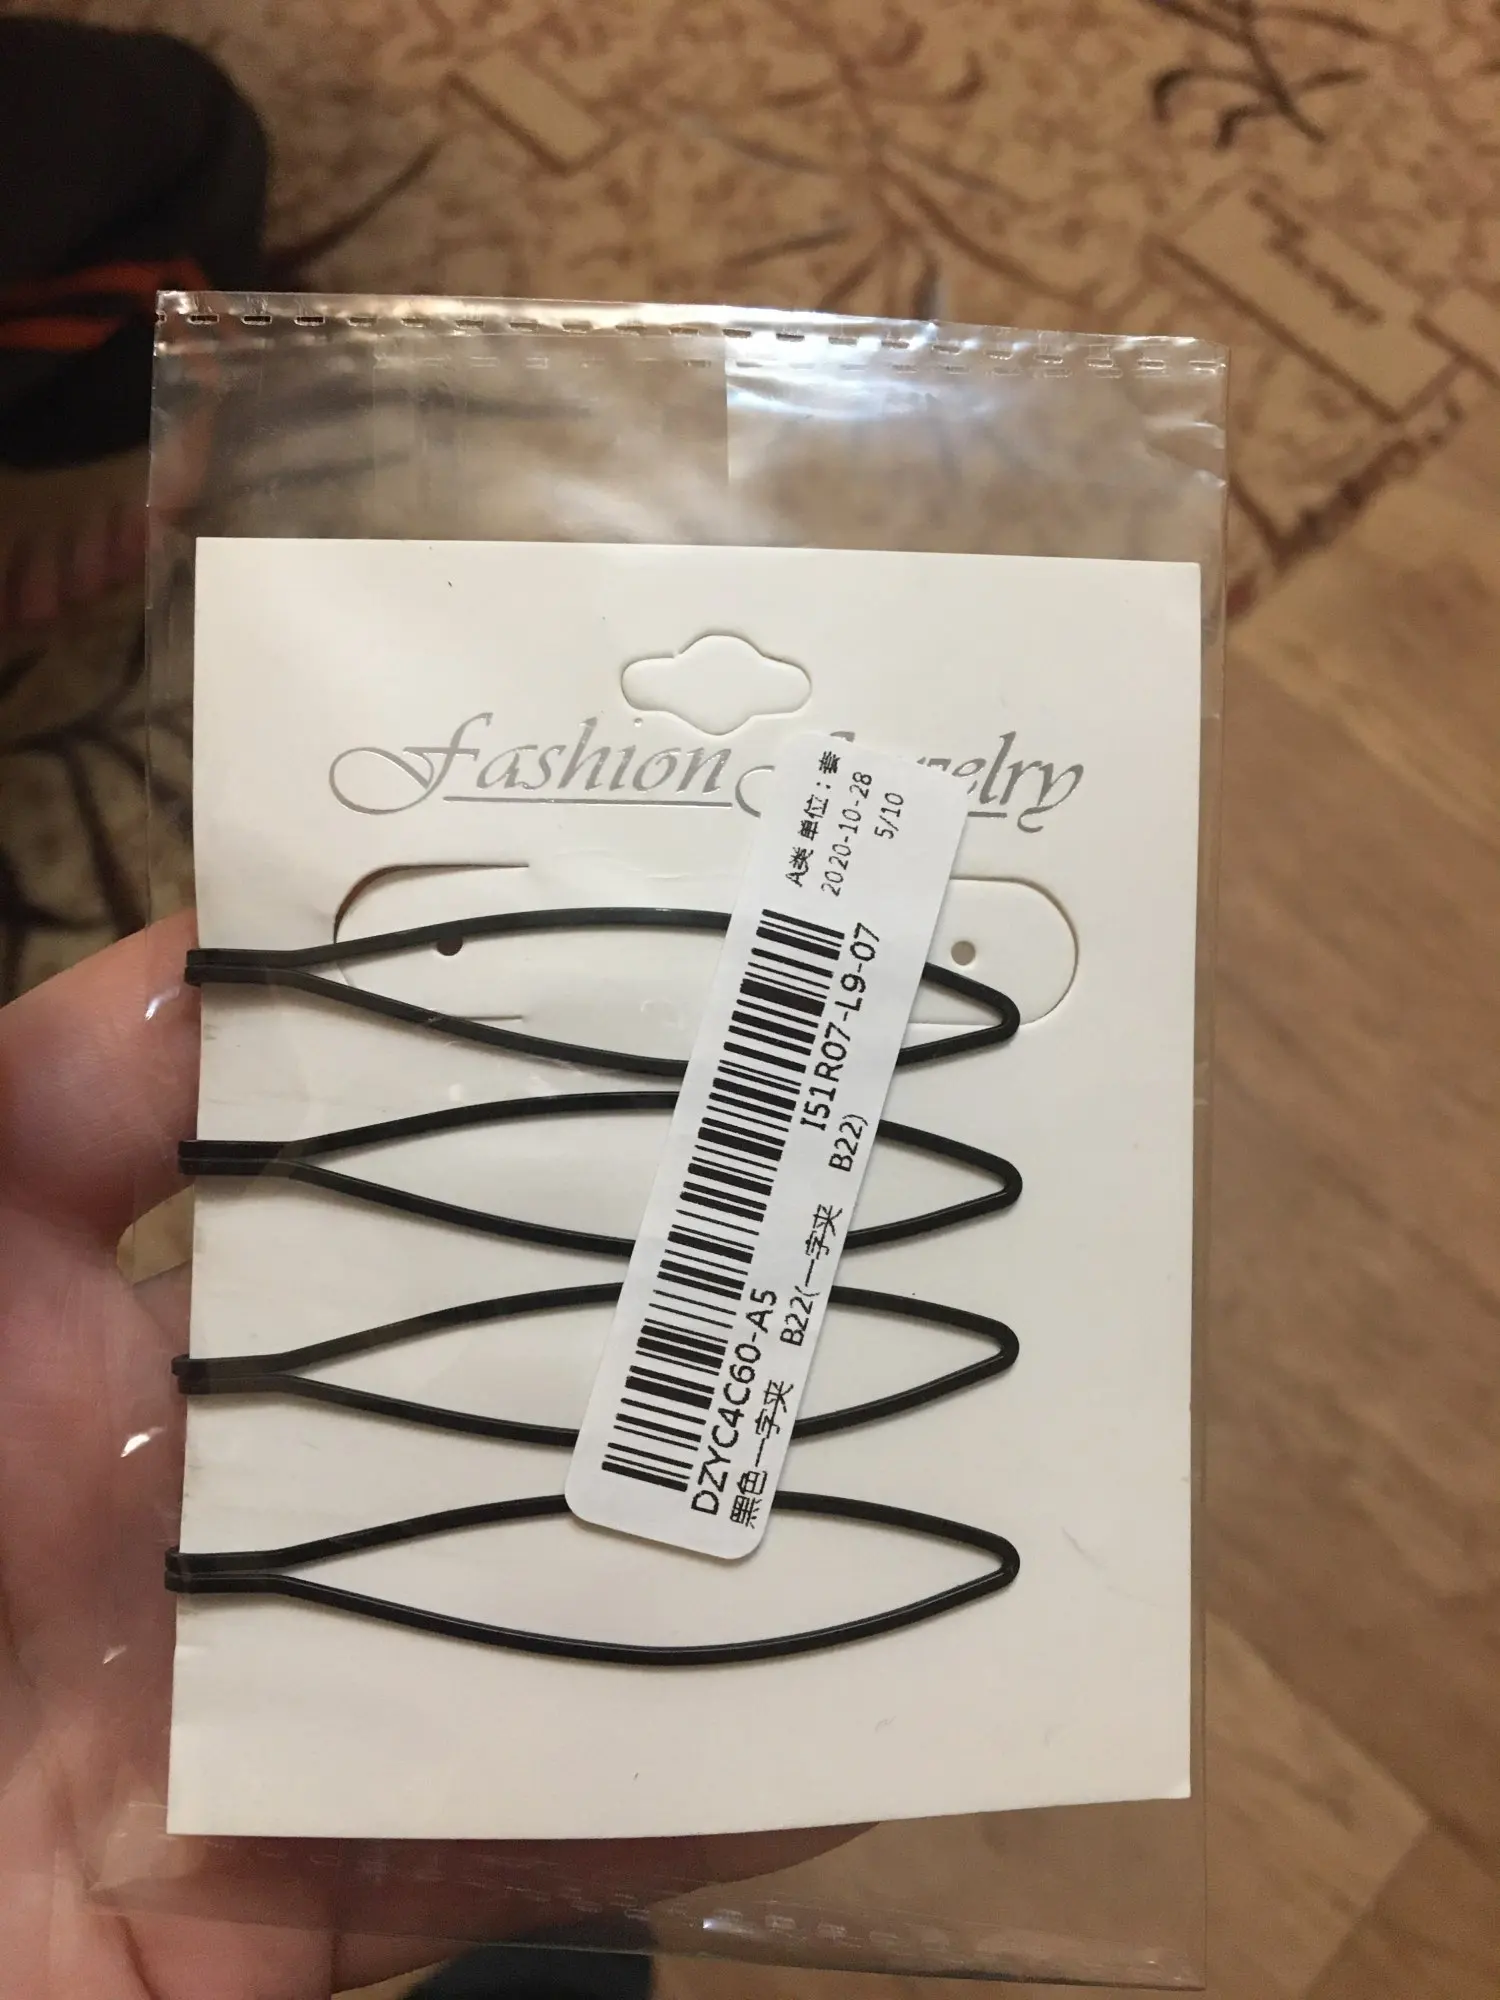 Fashion Jewelry
A类 单位：套
2020-10-28
5/10
I51R07-L9-07
DZYC4C60-A5
黑色一字夹 B22(一字夹 B22)